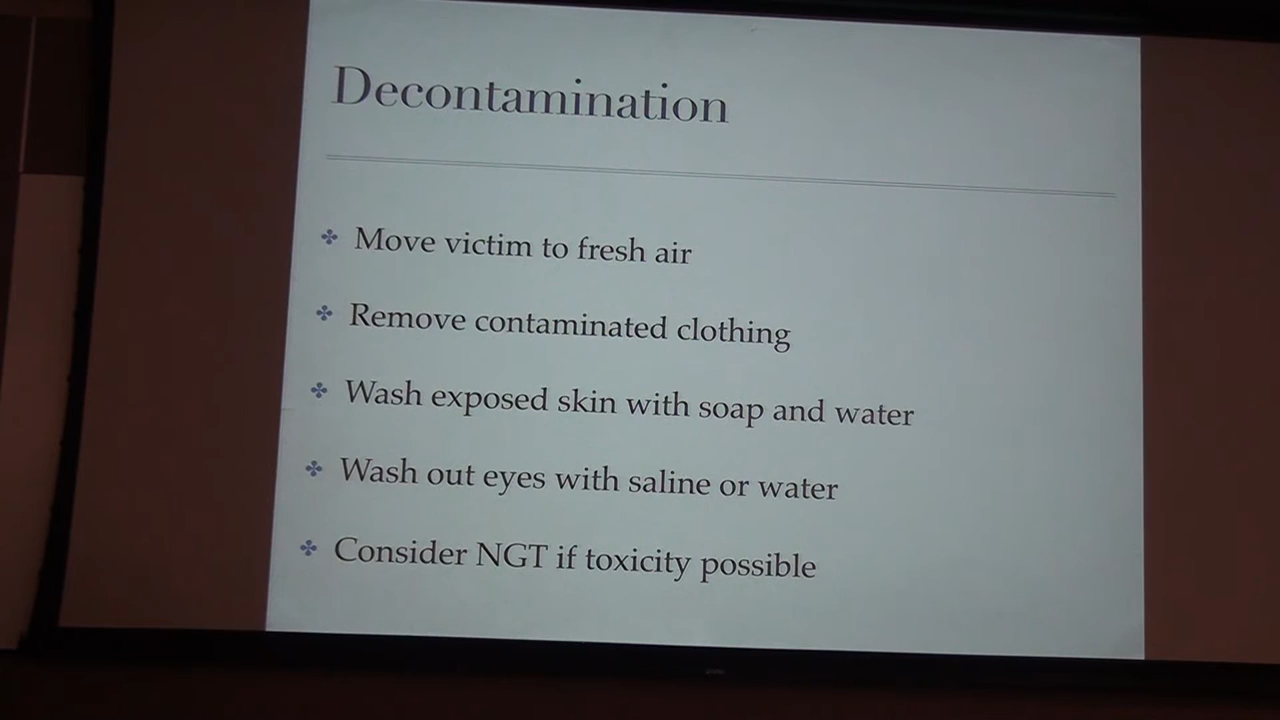 Decontamination
Move victim to fresh air
Remove contaminated clothing
Wash exposed skin with soap and water
Wash out eyes with saline or water
Consider NGT if toxicity possible